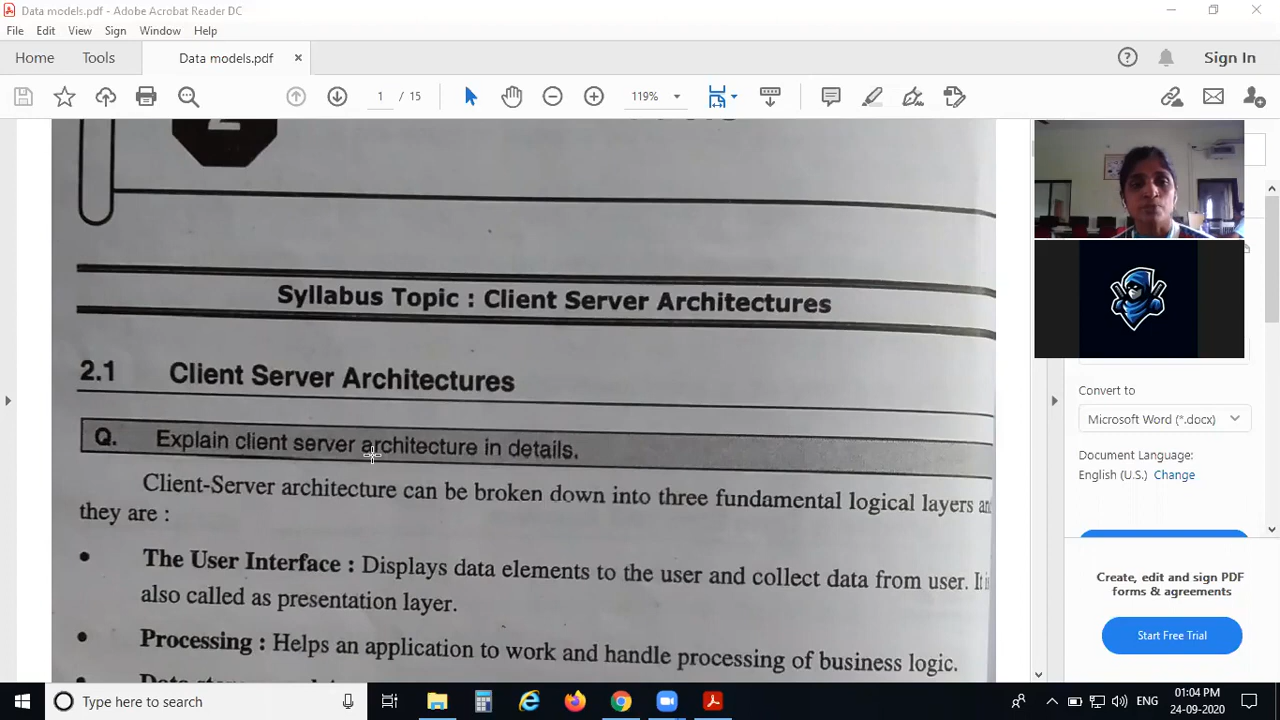 Data models.pdf - Adobe Acrobat Reader DC
File Edit View Sign Window Help
Home Tools Data models.pdf × Sign In
1 / 15 119%
2
Syllabus Topic : Client Server Architectures
2.1 Client Server Architectures
Q. Explain client server architecture in details.
Client-Server architecture can be broken down into three fundamental logical layers
they are :
• The User Interface : Displays data elements to the user and collect data from user. It
also called as presentation layer.
• Processing : Helps an application to work and handle processing of business logic.
Convert to
Microsoft Word (*.docx)
Document Language:
English (U.S.) Change
Create, edit and sign PDF
forms & agreements
Start Free Trial
Type here to search
ENG
01:04 PM
24-09-2020